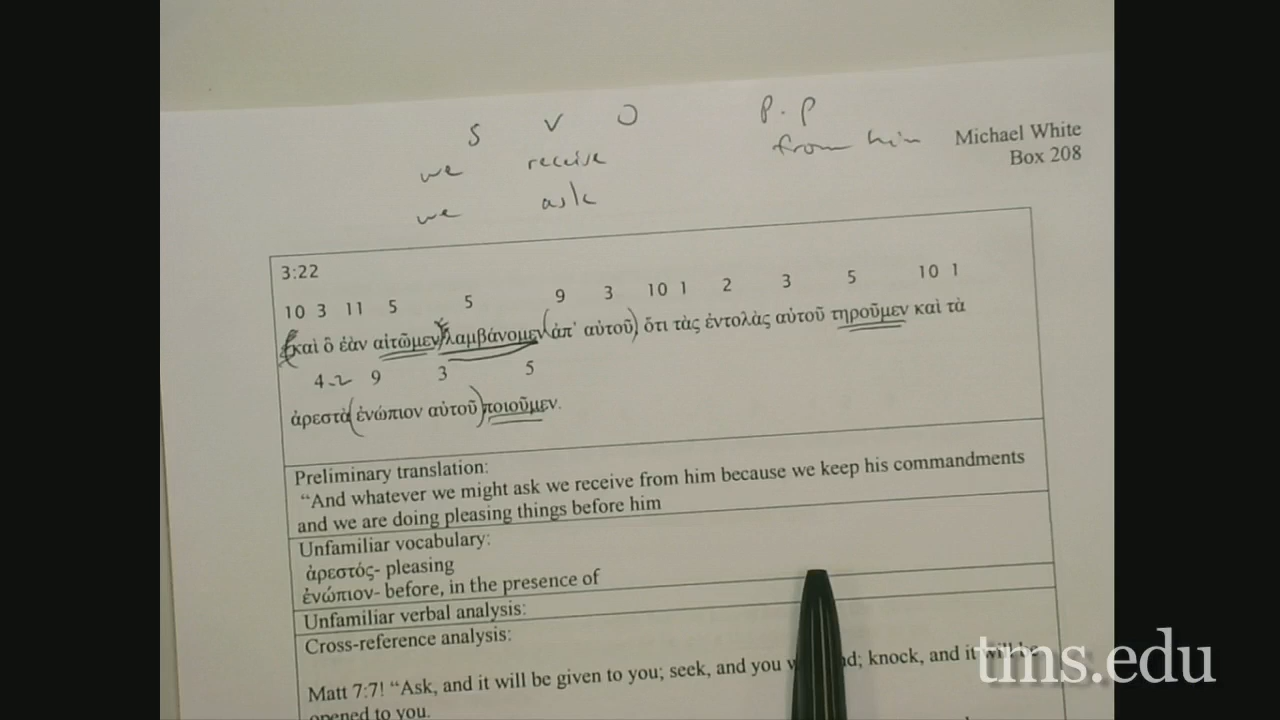 S V O P.P
we receive from him
we ask
Michael White
Box 208
3:22
10 3 11 5 5 9 3 10 1 2 3 5 10 1
καὶ ὃ ἐὰν αἰτῶμεν λαμβάνομεν (ἀπ' αὐτοῦ) ὅτι τὰς ἐντολὰς αὐτοῦ τηροῦμεν καὶ τὰ
4-2 9 3 5
ἀρεστὰ (ἐνώπιον αὐτοῦ) ποιοῦμεν.
Preliminary translation:
“And whatever we might ask we receive from him because we keep his commandments
and we are doing pleasing things before him
Unfamiliar vocabulary:
ἀρεστός- pleasing
ἐνώπιον- before, in the presence of
Unfamiliar verbal analysis:
Cross-reference analysis:
Matt 7:7! “Ask, and it will be given to you; seek, and you knock, and it
opened to you.
tms.edu